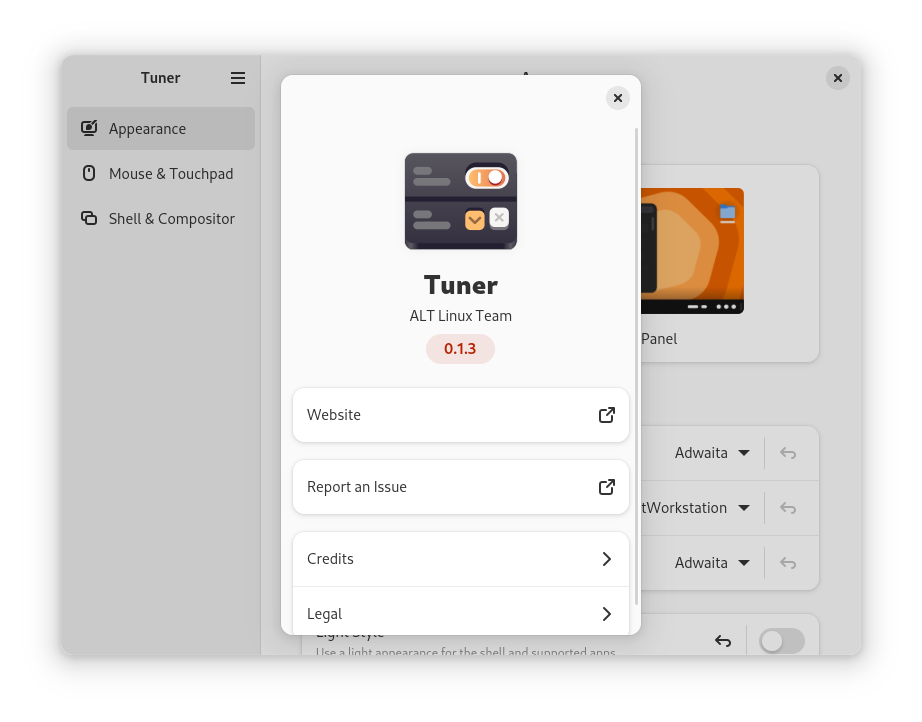 Tuner
Appearance
Mouse & Touchpad
Shell & Compositor
Tuner
ALT Linux Team
0.1.3
Website
Report an Issue
Credits
Legal
Panel
Adwaita
tWorkstation
Adwaita
Light Style
Use a light appearance for the shell and supported apps